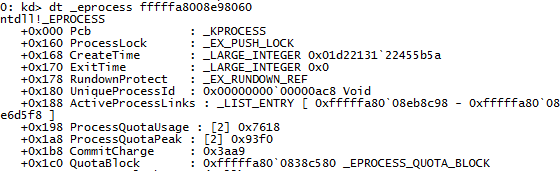 0: kd> dt _eprocess fffffa8008e98060
ntdll!_EPROCESS
+0x000 Pcb : _KPROCESS
+0x160 ProcessLock : _EX_PUSH_LOCK
+0x168 CreateTime : _LARGE_INTEGER 0x01d22131`22455b5a
+0x170 ExitTime : _LARGE_INTEGER 0x0
+0x178 RundownProtect : _EX_RUNDOWN_REF
+0x180 UniqueProcessId : 0x00000000`00000ac8 Void
+0x188 ActiveProcessLinks : _LIST_ENTRY [ 0xfffffa80`08eb8c98 - 0xfffffa80`08
e6d5f8 ]
+0x198 ProcessQuotaUsage : [2] 0x7618
+0x1a8 ProcessQuotaPeak : [2] 0x93f0
+0x1b8 CommitCharge : 0x3aa9
+0x1c0 QuotaBlock : 0xfffffa80`0838c580 _EPROCESS_QUOTA_BLOCK